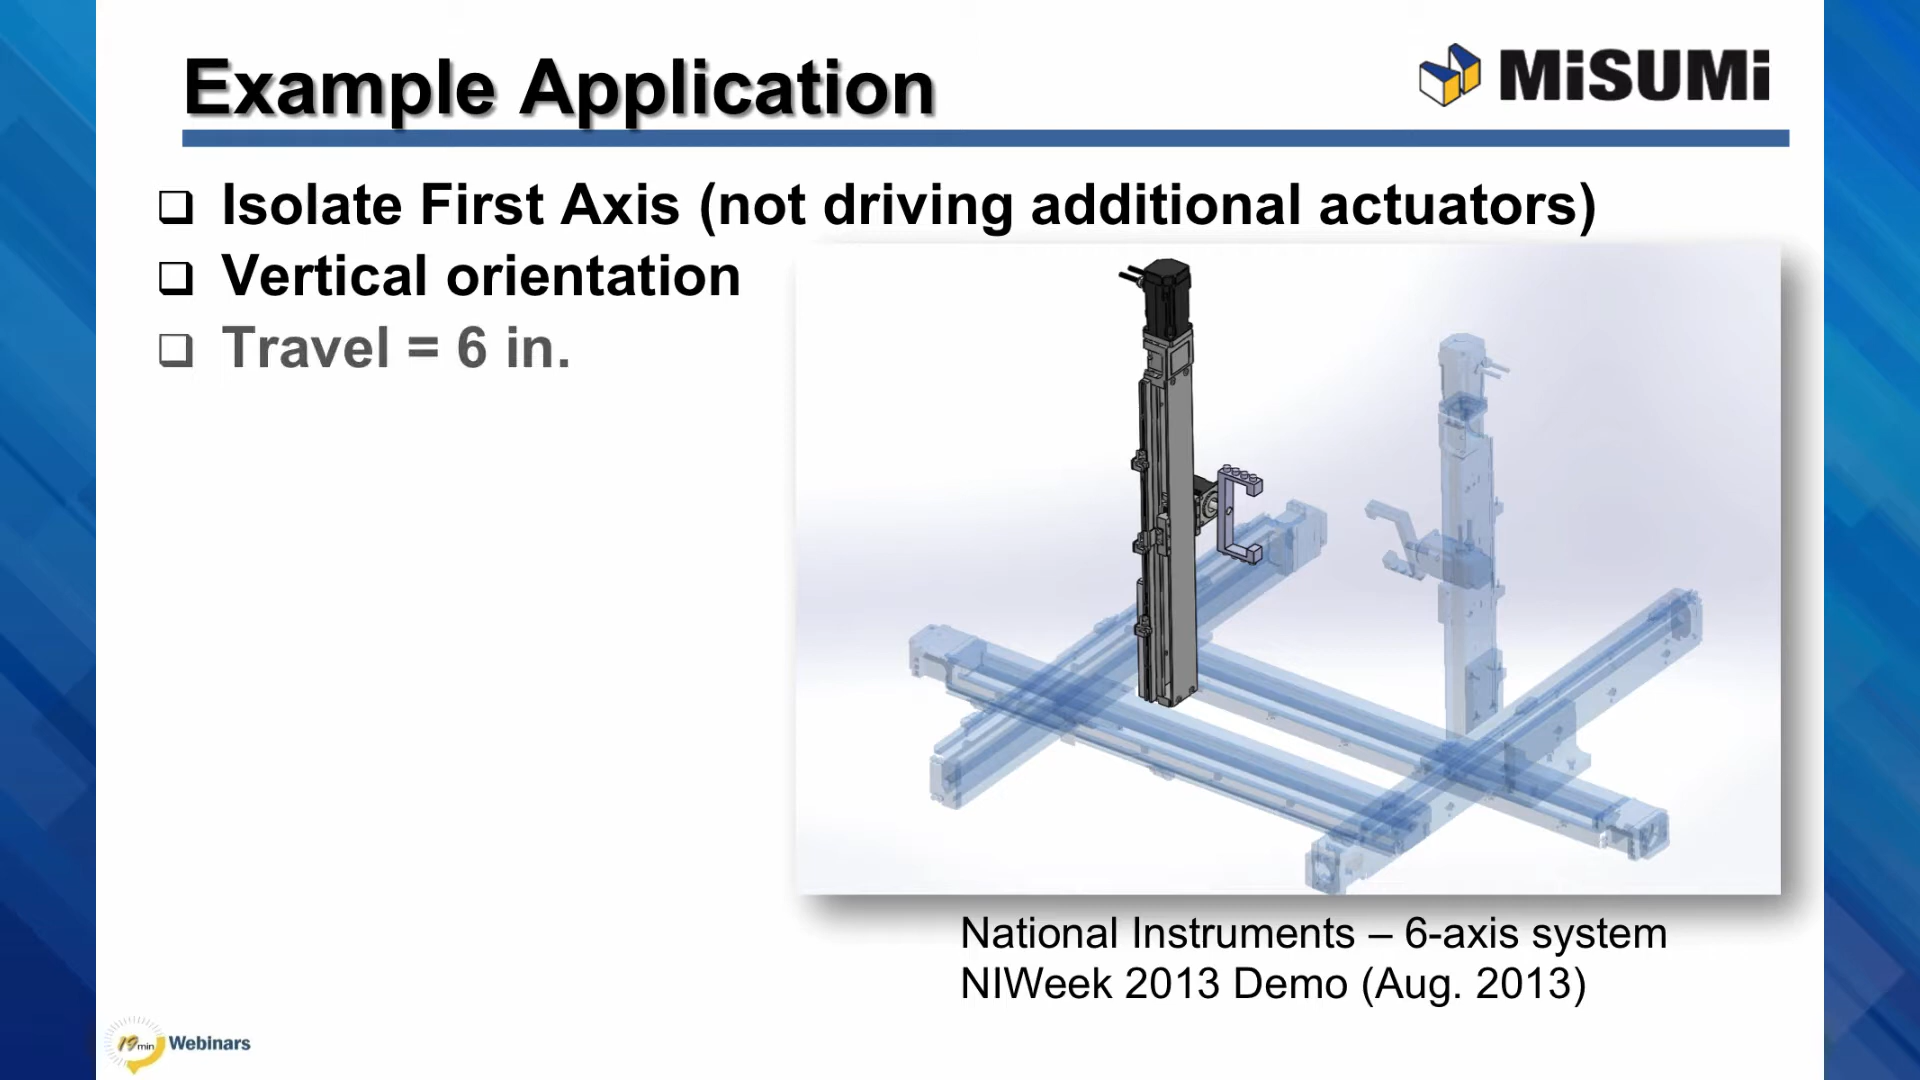 Example Application
MiSUMi
Isolate First Axis (not driving additional actuators)
Vertical orientation
Travel = 6 in.
National Instruments – 6-axis system
NIWeek 2013 Demo (Aug. 2013)
19 min Webinars